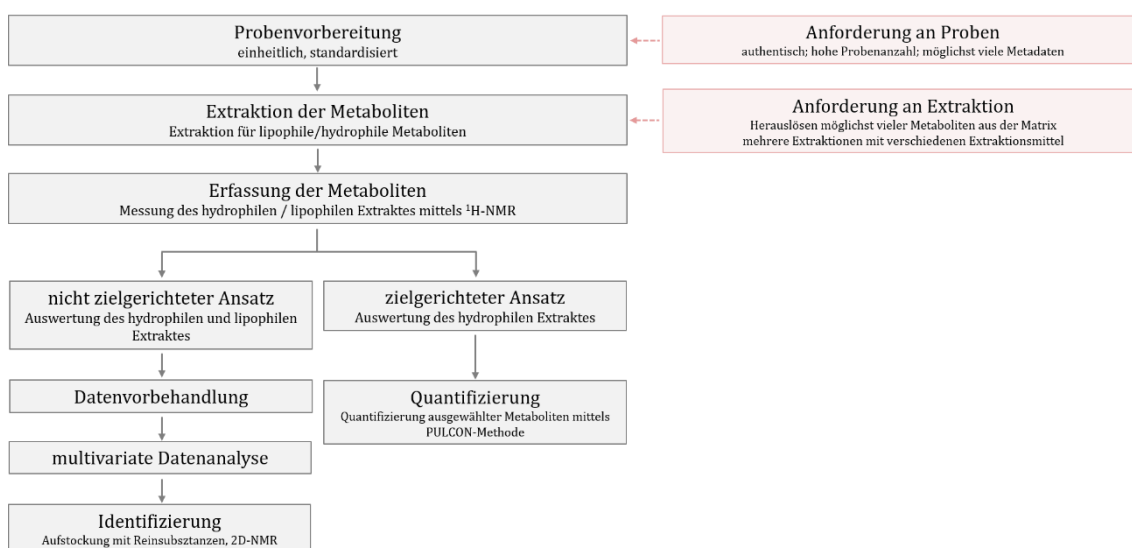 Probenvorbereitung
einheitlich, standardisiert
Anforderung an Proben
authentisch; hohe Probenanzahl; möglichst viele Metadaten
Extraktion der Metaboliten
Extraktion für lipophile/hydrophile Metaboliten
Anforderung an Extraktion
Herauslösen möglichst vieler Metaboliten aus der Matrix
mehrere Extraktionen mit verschiedenen Extraktionsmittel
Erfassung der Metaboliten
Messung des hydrophilen / lipophilen Extraktes mittels ¹H-NMR
nicht zielgerichteter Ansatz
Auswertung des hydrophilen und lipophilen
Extraktes
zielgerichteter Ansatz
Auswertung des hydrophilen Extraktes
Datenvorbehandlung
Quantifizierung
Quantifizierung ausgewählter Metaboliten mittels
PULCON-Methode
multivariate Datenanalyse
Identifizierung
Aufstockung mit Reinsubsztanzen, 2D-NMR